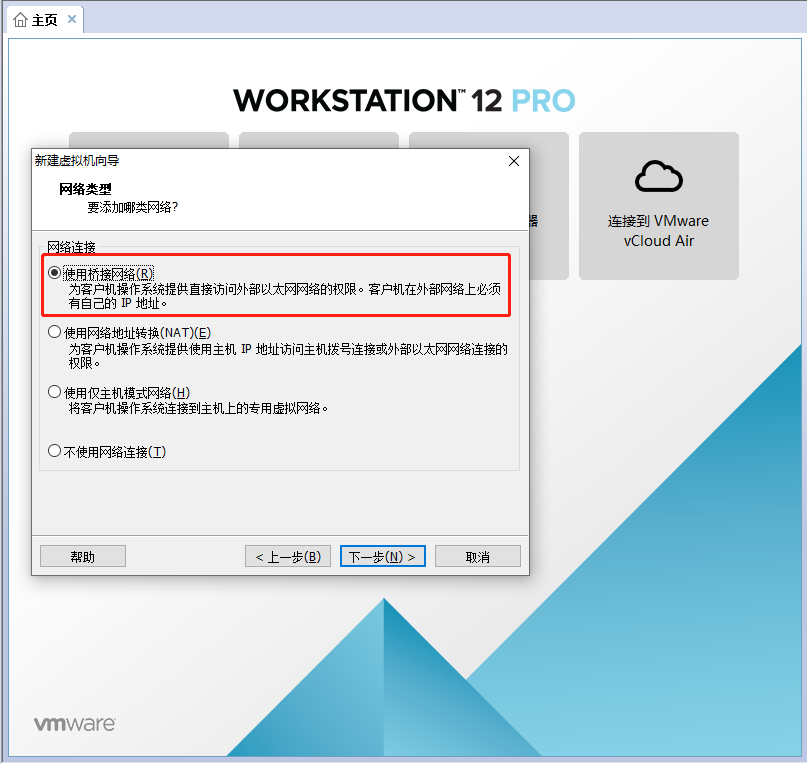 主页
WORKSTATION™ 12 PRO
新建虚拟机向导
网络类型
要添加哪类网络?
器
连接到 VMware
vCloud Air
网络连接
使用桥接网络(R)
为客户机操作系统提供直接访问外部以太网网络的权限。客户机在外部网络上必须
有自己的 IP 地址。
使用网络地址转换(NAT)(E)
为客户机操作系统提供使用主机 IP 地址访问主机拨号连接或外部以太网网络连接的
权限。
使用仅主机模式网络(H)
将客户机操作系统连接到主机上的专用虚拟网络。
不使用网络连接(T)
帮助
< 上一步(B)
下一步(N) >
取消
vmware